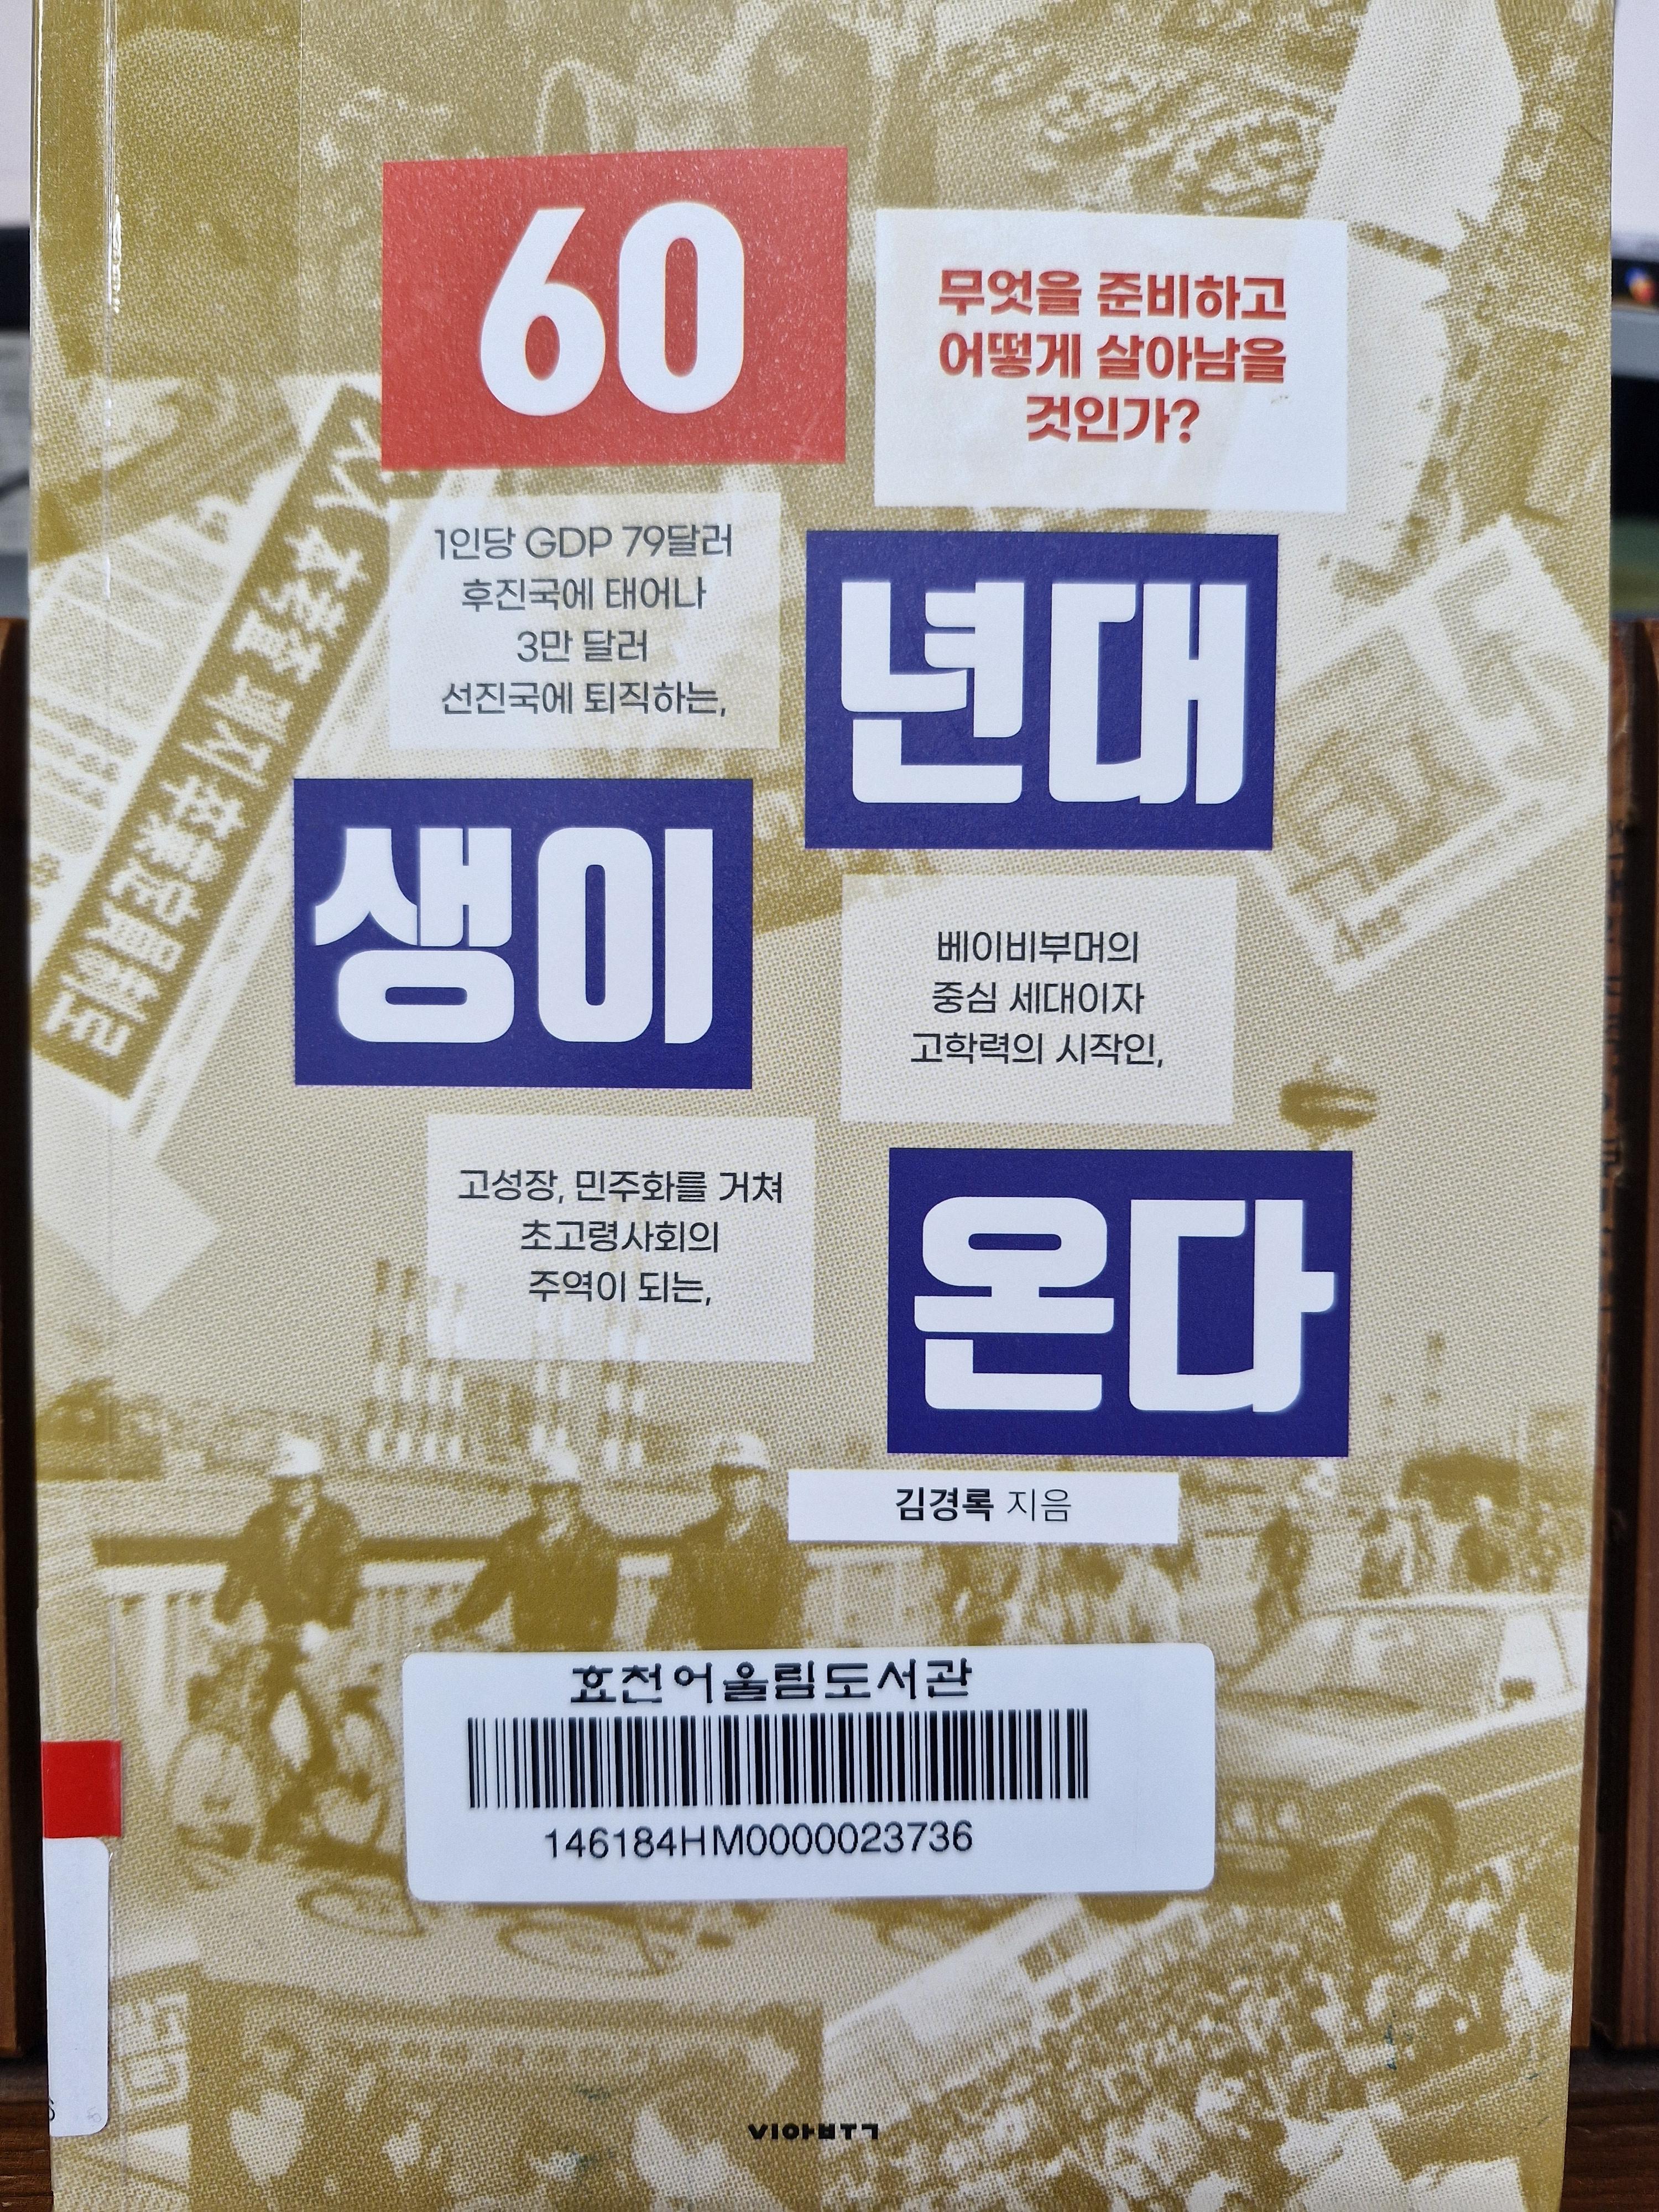 60
무엇을 준비하고
어떻게 살아남을
것인가?
1인당 GDP 79달러
후진국에 태어나
3만 달러
선진국에 퇴직하는,
년대
생이
베이비부머의
중심 세대이자
고학력의 시작인,
고성장, 민주화를 거쳐
초고령사회의
주역이 되는,
온다
김경록 지음
효천어울림도서관
146184HM0000023736